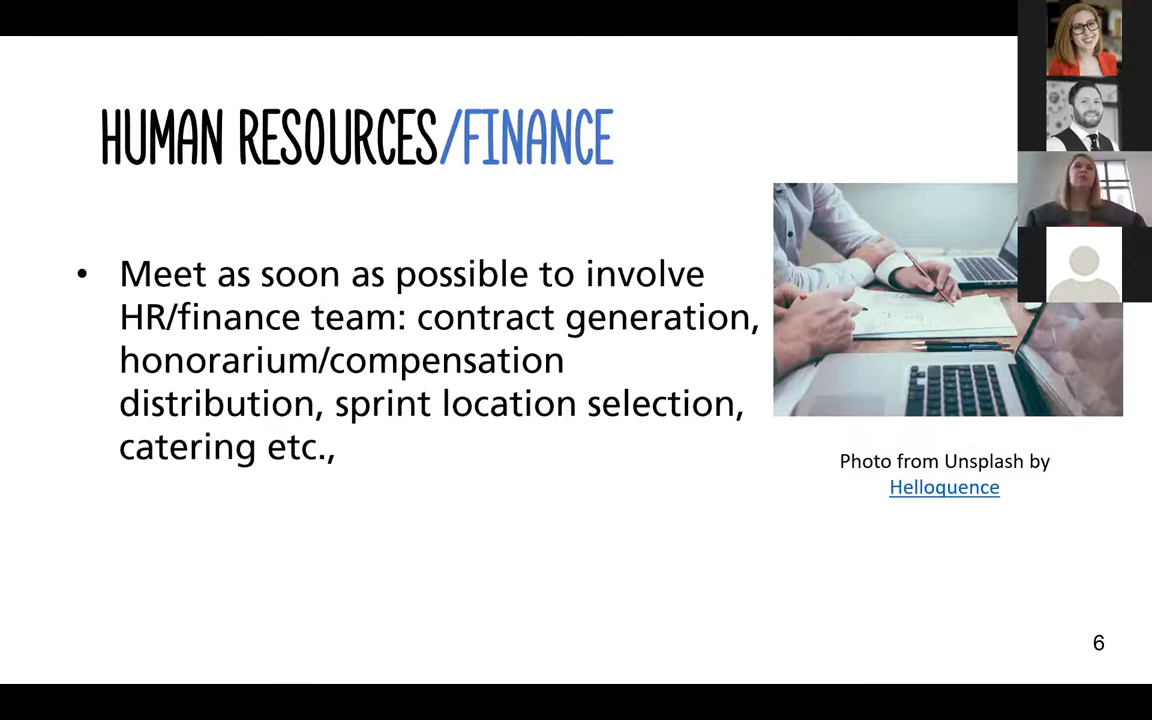 HUMAN RESOURCES/FINANCE
• Meet as soon as possible to involve
HR/finance team: contract generation,
honorarium/compensation
distribution, sprint location selection,
catering etc.,
Photo from Unsplash by
Helloquence
6